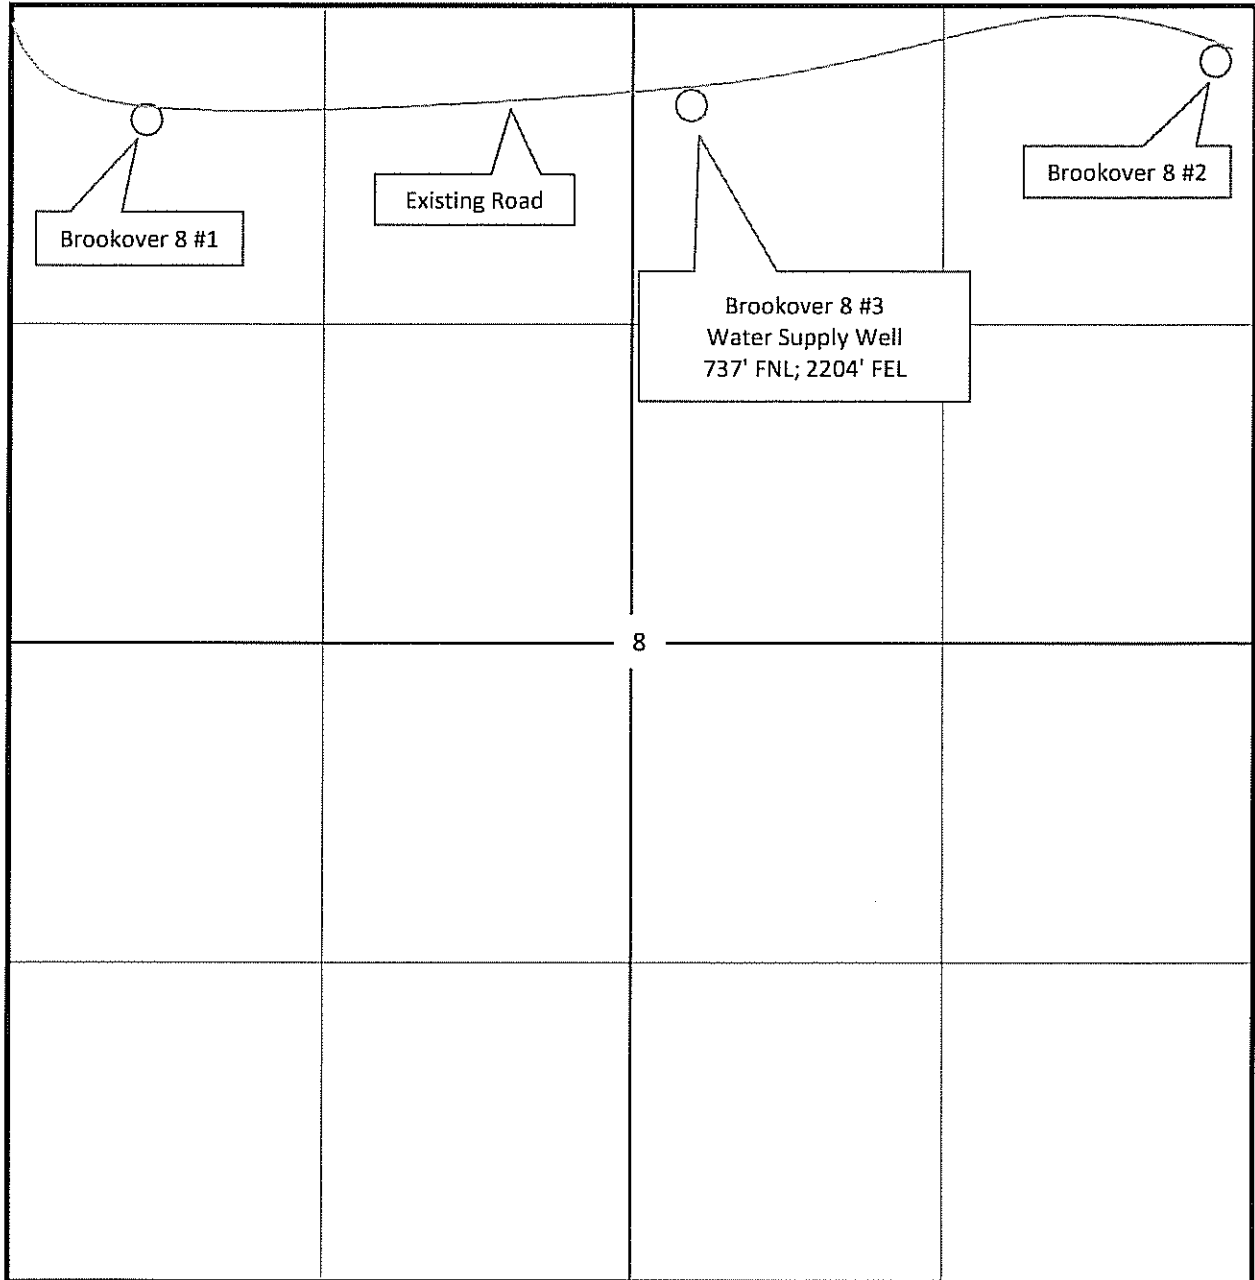 Brookover 8 #1
Existing Road
Brookover 8 #2
Brookover 8 #3
Water Supply Well
737' FNL; 2204' FEL
8